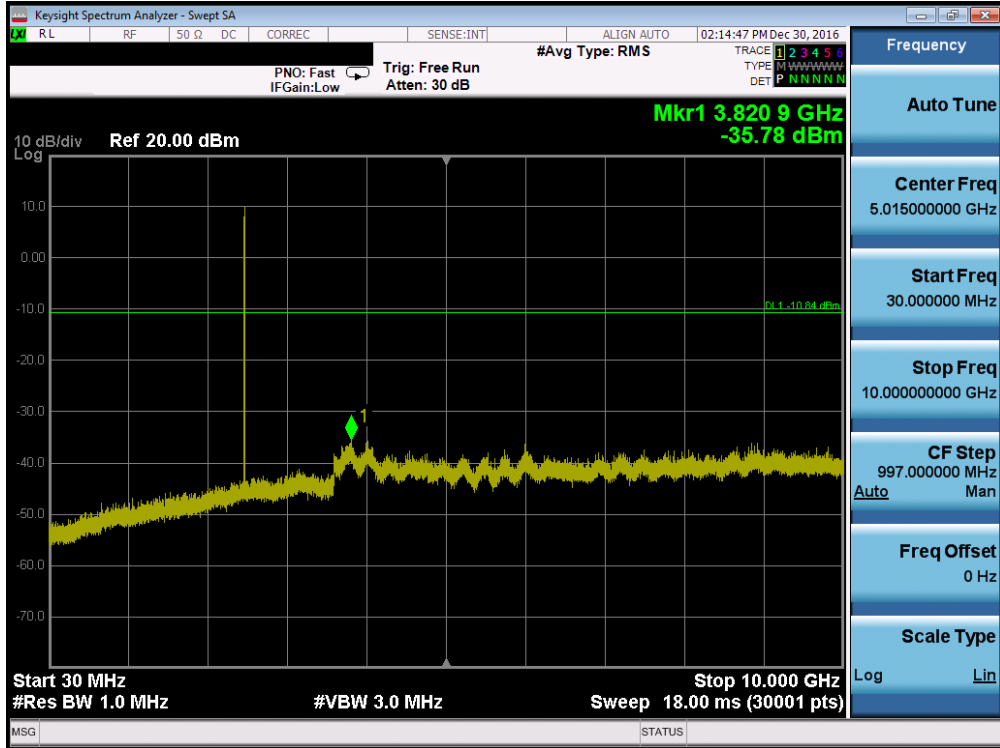 Keysight Spectrum Analyzer - Swept SA
LXI RL RF 50 Ω DC CORREC SENSE:INT ALIGN AUTO 02:14:47 PM Dec 30, 2016
#Avg Type: RMS TRACE 1 2 3 4 5 6
PNO: Fast Trig: Free Run TYPE M WWWWW
IFGain:Low Atten: 30 dB DET P N N N N N
Mkr1 3.820 9 GHz
-35.78 dBm
10 dB/div Ref 20.00 dBm
Log
10.0
0.00
DL1 -10.84 dBm
-10.0
-20.0
-30.0
1
-40.0
-50.0
-60.0
-70.0
Start 30 MHz Stop 10.000 GHz
#Res BW 1.0 MHz #VBW 3.0 MHz Sweep 18.00 ms (30001 pts)
MSG STATUS
Frequency
Auto Tune
Center Freq
5.015000000 GHz
Start Freq
30.000000 MHz
Stop Freq
10.000000000 GHz
CF Step
997.000000 MHz
Auto Man
Freq Offset
0 Hz
Scale Type
Log Lin